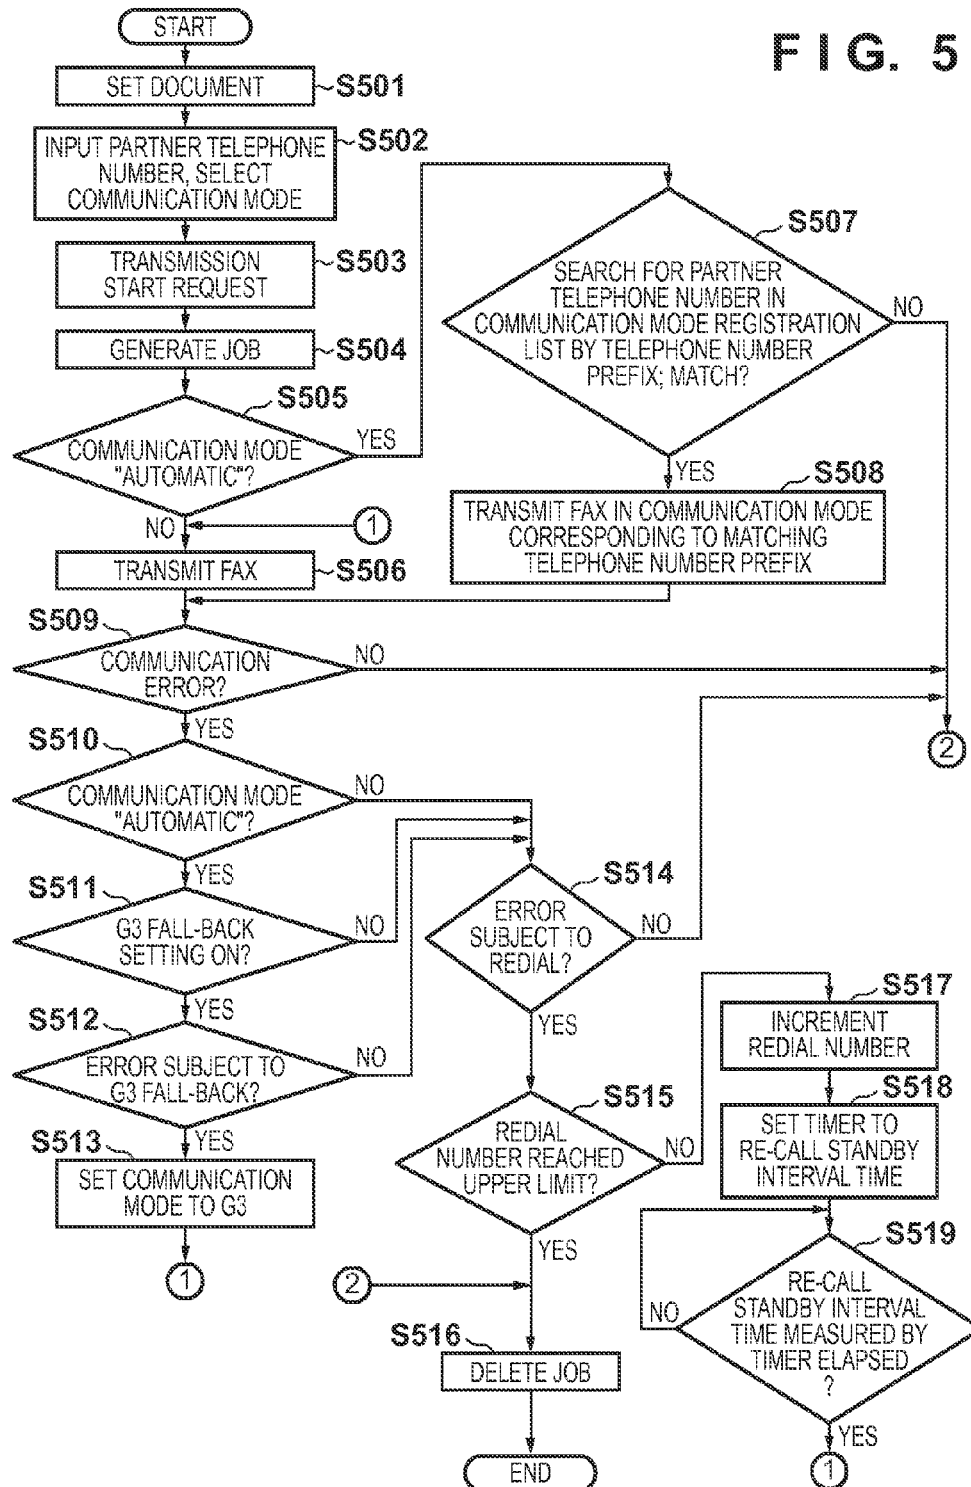 FIG. 5
START
SET DOCUMENT
S501
INPUT PARTNER TELEPHONE
NUMBER, SELECT
COMMUNICATION MODE
S502
TRANSMISSION
START REQUEST
S503
GENERATE JOB
S504
S505
COMMUNICATION MODE
"AUTOMATIC"?
YES
NO
1
TRANSMIT FAX
S506
S507
SEARCH FOR PARTNER
TELEPHONE NUMBER IN
COMMUNICATION MODE REGISTRATION
LIST BY TELEPHONE NUMBER
PREFIX; MATCH?
NO
YES
S508
TRANSMIT FAX IN COMMUNICATION MODE
CORRESPONDING TO MATCHING
TELEPHONE NUMBER PREFIX
S509
COMMUNICATION
ERROR?
NO
YES
2
S510
COMMUNICATION MODE
"AUTOMATIC"?
NO
YES
S511
G3 FALL-BACK
SETTING ON?
NO
YES
S512
ERROR SUBJECT TO
G3 FALL-BACK?
NO
YES
S513
SET COMMUNICATION
MODE TO G3
1
S514
ERROR
SUBJECT TO
REDIAL?
NO
YES
S515
REDIAL
NUMBER REACHED
UPPER LIMIT?
NO
YES
2
S516
DELETE JOB
END
S517
INCREMENT
REDIAL NUMBER
S518
SET TIMER TO
RE-CALL STANDBY
INTERVAL TIME
S519
RE-CALL
STANDBY INTERVAL
TIME MEASURED BY
TIMER ELAPSED
?
NO
YES
1